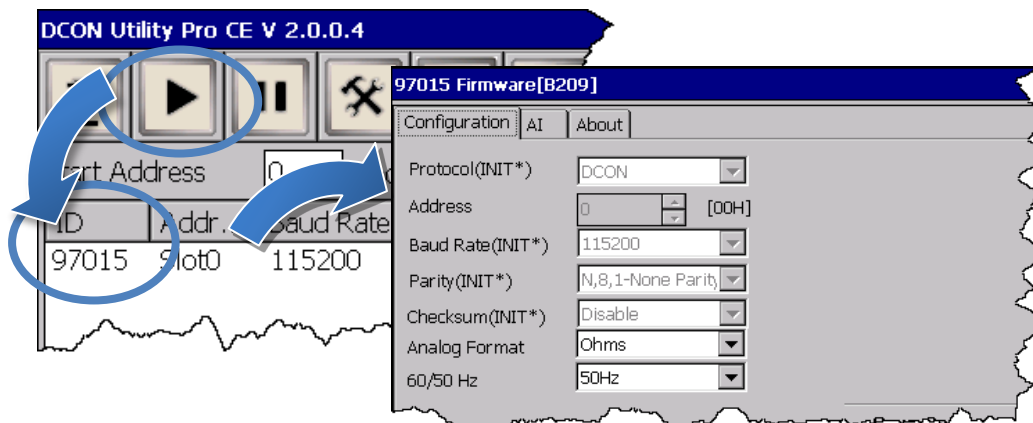 DCON Utility Pro CE V 2.0.0.4
Address
0
ID Addr. Baud Rate
97015 Slot0 115200
97015 Firmware[B209]
Configuration AI About
Protocol(INIT*) DCON
Address 0 [00H]
Baud Rate(INIT*) 115200
Parity(INIT*) N,8,1-None Parity
Checksum(INIT*) Disable
Analog Format Ohms
60/50 Hz 50Hz